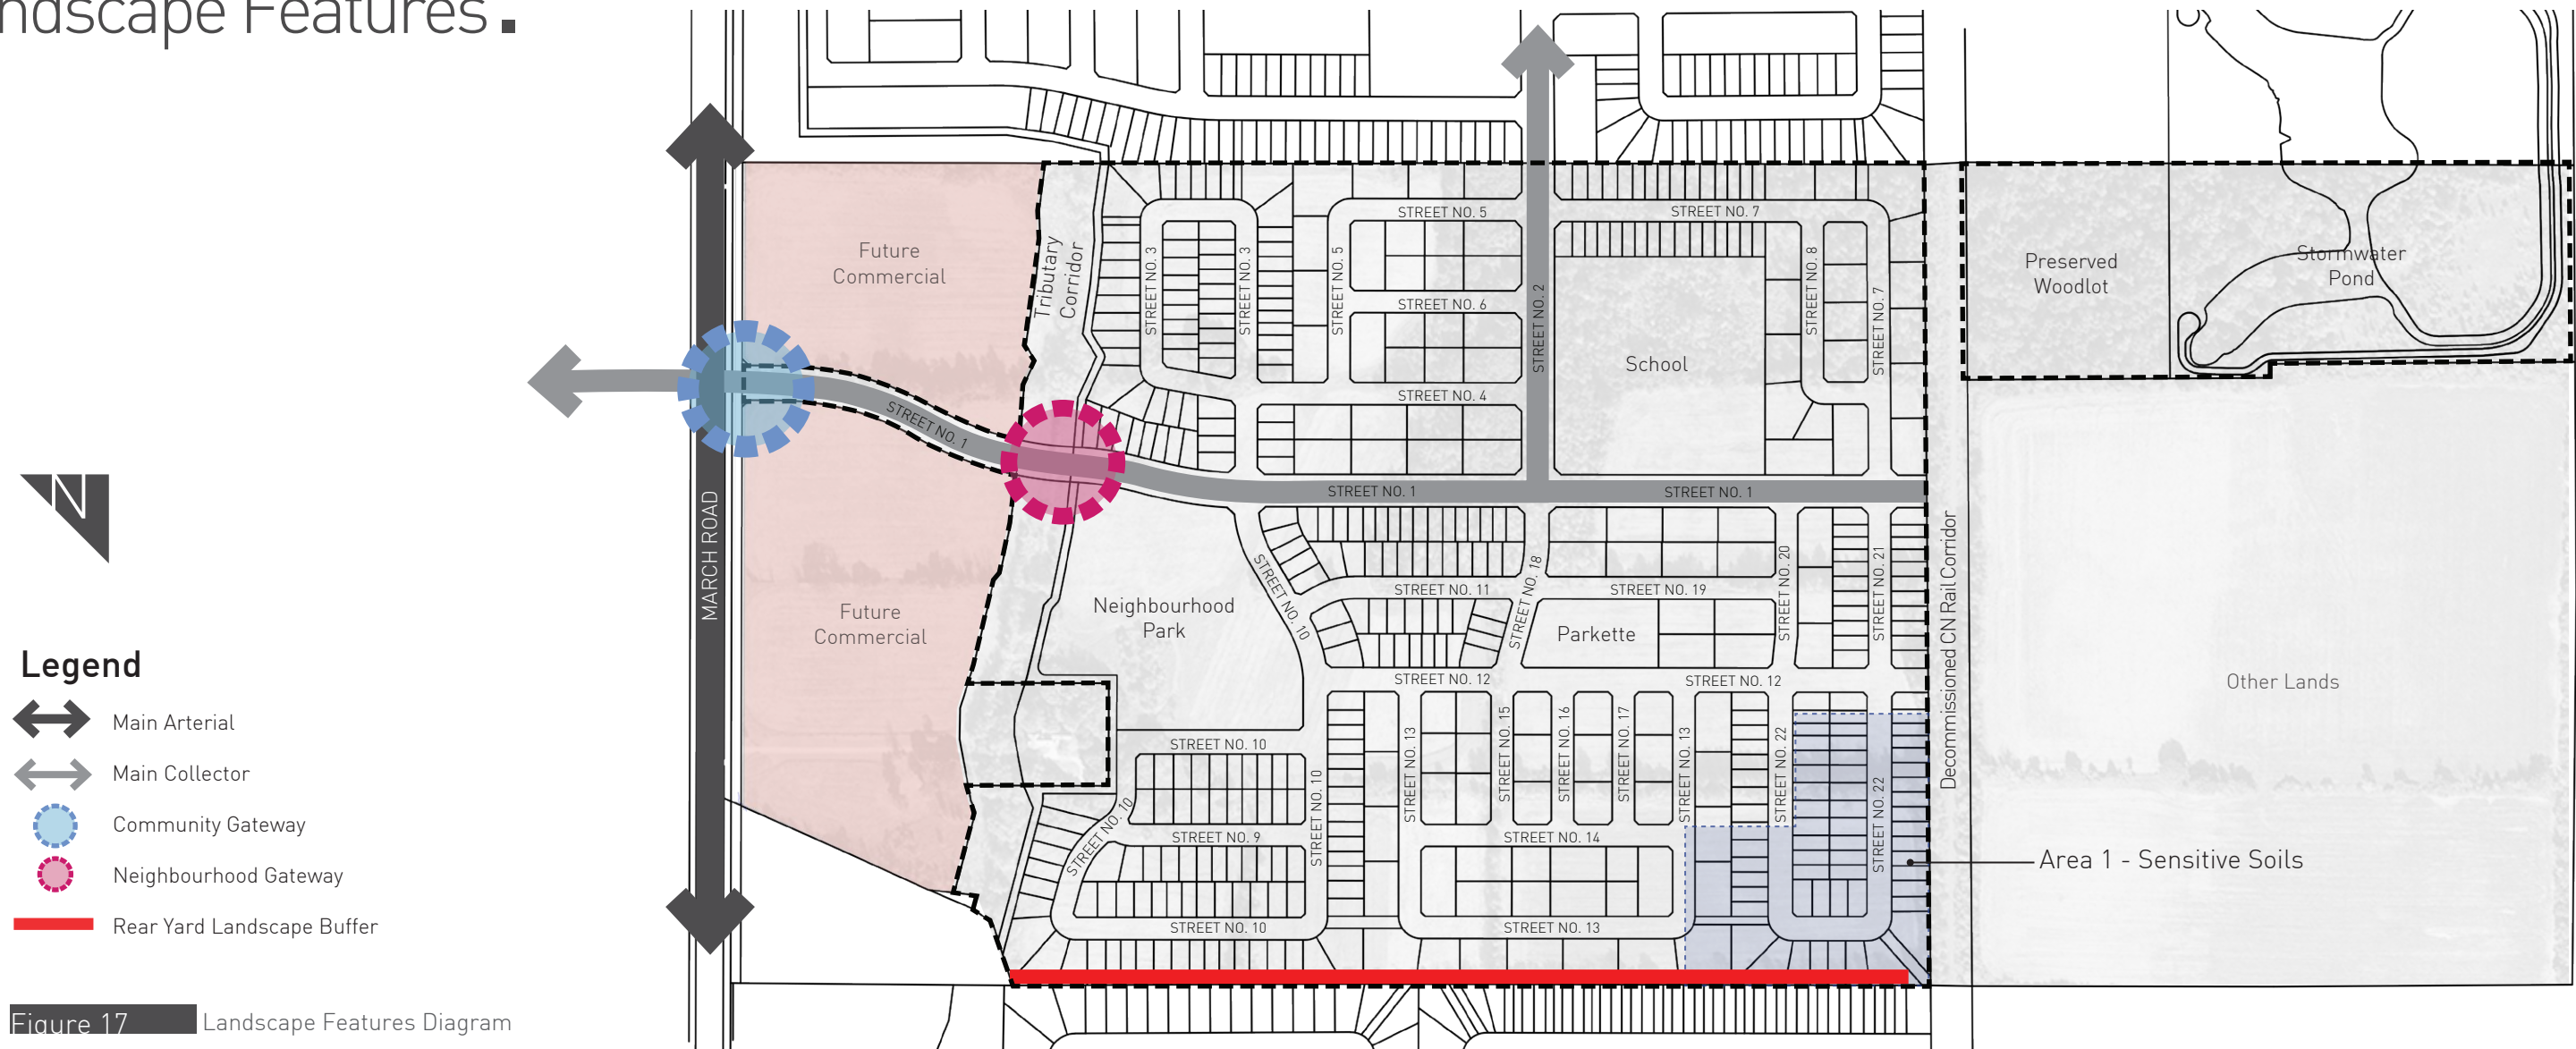 ndscape Features.
Future
Commercial
Tributary
Corridor
STREET NO. 3
STREET NO. 3
STREET NO. 5
STREET NO. 5
STREET NO. 6
STREET NO. 4
STREET NO. 2
STREET NO. 7
STREET NO. 8
STREET NO. 7
School
Preserved
Woodlot
Stormwater
Pond
STREET NO. 1
STREET NO. 1
STREET NO. 1
N
MARCH ROAD
Future
Commercial
Neighbourhood
Park
STREET NO. 10
STREET NO. 11
STREET NO. 18
STREET NO. 19
Parkette
STREET NO. 20
STREET NO. 21
Decommissioned CN Rail Corridor
Other Lands
STREET NO. 12
STREET NO. 12
STREET NO. 10
STREET NO. 10
STREET NO. 10
STREET NO. 9
STREET NO. 10
STREET NO. 13
STREET NO. 15
STREET NO. 16
STREET NO. 17
STREET NO. 13
STREET NO. 22
STREET NO. 22
STREET NO. 14
STREET NO. 13
Area 1 - Sensitive Soils
Legend
Main Arterial
Main Collector
Community Gateway
Neighbourhood Gateway
Rear Yard Landscape Buffer
Figure 17 Landscape Features Diagram